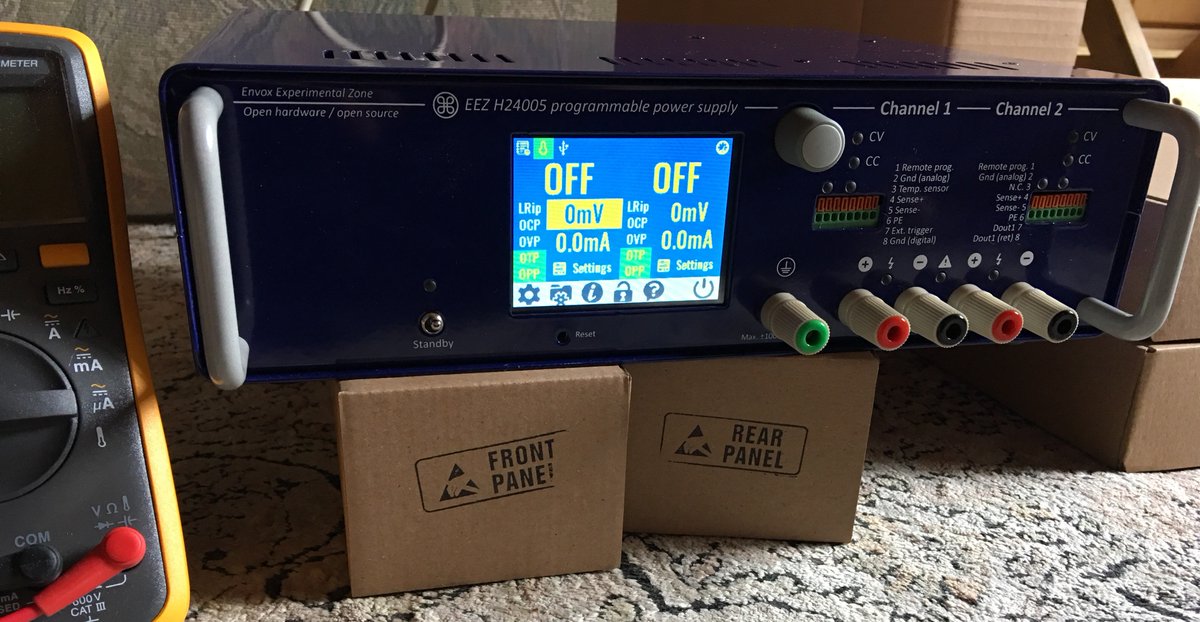 METER
Hz %
A
mA
µA
V Ω
COM
600 V
CAT III
Envox Experimental Zone
Open hardware / open source
EEZ H24005 programmable power supply
Channel 1
Channel 2
CV
CC
CV
CC
1 Remote prog.
2 Gnd (analog)
3 Temp. sensor
4 Sense+
5 Sense-
6 PE
7 Ext. trigger
8 Gnd (digital)
Remote prog. 1
Gnd (analog) 2
N.C. 3
Sense+ 4
Sense- 5
PE 6
Dout1 7
Dout1 (ret) 8
OFF
OFF
LRip
0mV
LRip
0mV
OCP
OCP
OVP
0.0mA
OVP
0.0mA
OTP
OTP
OPP
Settings
OPP
Settings
Standby
Reset
Max.
FRONT
PANEL
REAR
PANEL